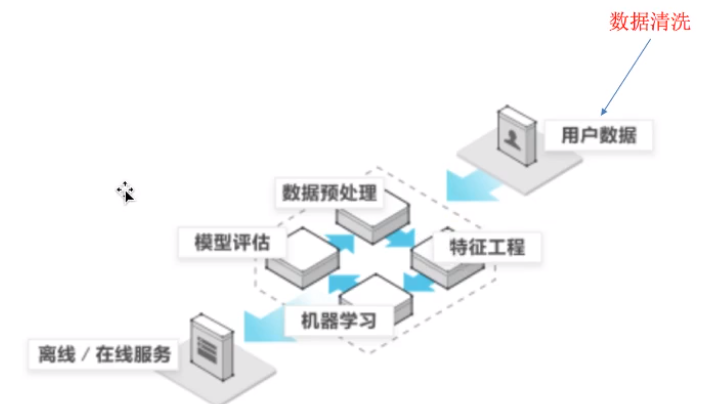 数据清洗
用户数据
数据预处理
模型评估
特征工程
机器学习
离线 / 在线服务